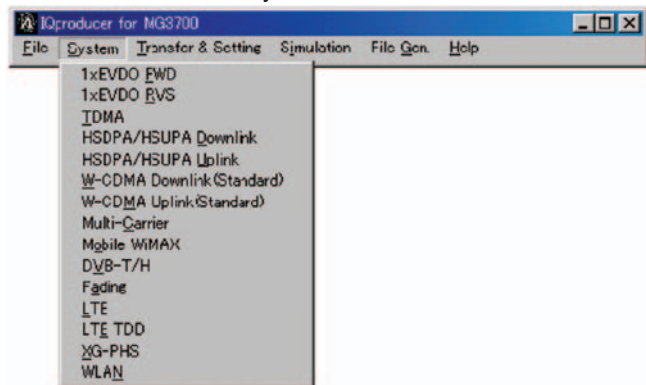 IQproducer for MG3700
File System Transfer & Setting Simulation File Gen. Help
1xEVDO FWD
1xEVDO RVS
TDMA
HSDPA/HSUPA Downlink
HSDPA/HSUPA Uplink
W-CDMA Downlink(Standard)
W-CDMA Uplink(Standard)
Multi-Carrier
Mobile WiMAX
DVB-T/H
Fading
LTE
LTE TDD
XG-PHS
WLAN